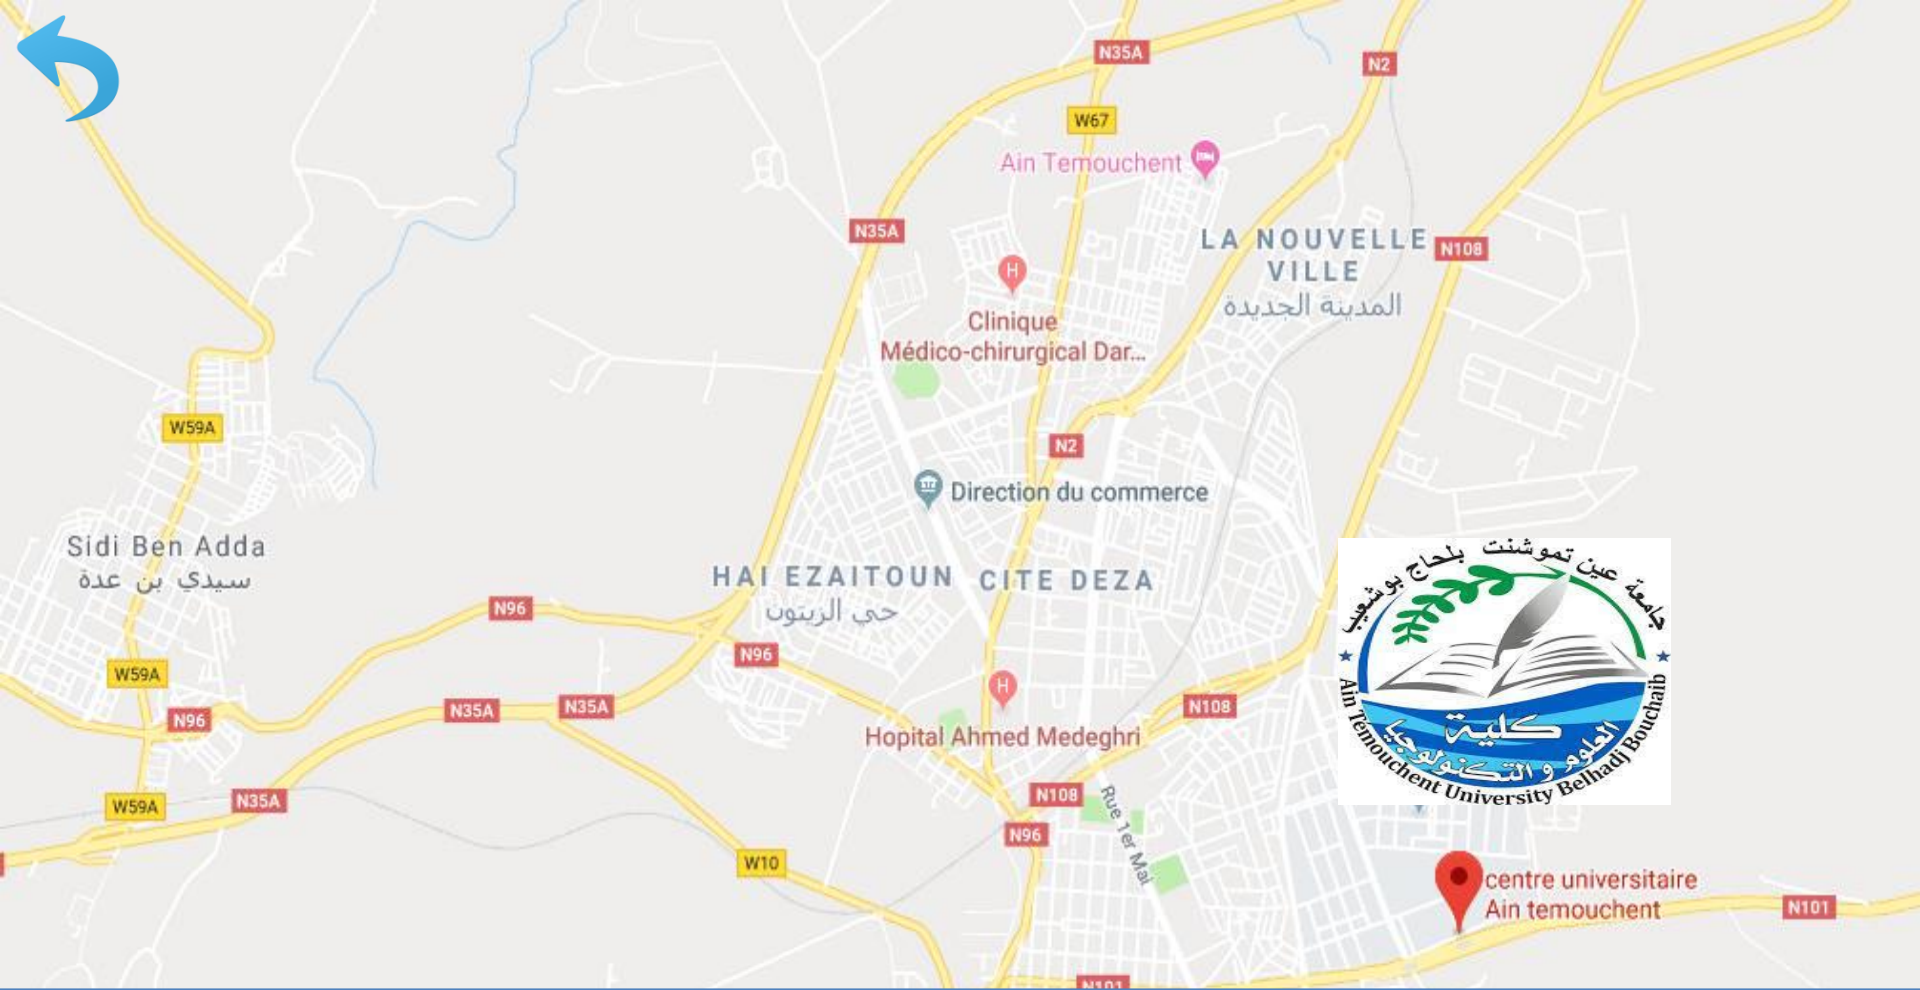 N35A
N2
W67
Ain Temouchent
N35A
LA NOUVELLE
VILLE
المدينة الجديدة
N108
H
Clinique
Médico-chirurgical Dar...
W59A
N2
Direction du commerce
Sidi Ben Adda
سيدي بن عدة
HAI EZAITOUN
حي الزيتون
CITE DEZA
N96
N96
W59A
N96
N35A
N35A
H
Hopital Ahmed Medeghri
N108
جامعة عين تموشنت بلحاج بوشعيب
كلية
العلوم و التكنولوجيا
Ain Temouchent University Belhadj Bouchaib
W59A
N35A
N108
Rue 1er Mai
N96
W10
centre universitaire
Ain temouchent
N101
N101